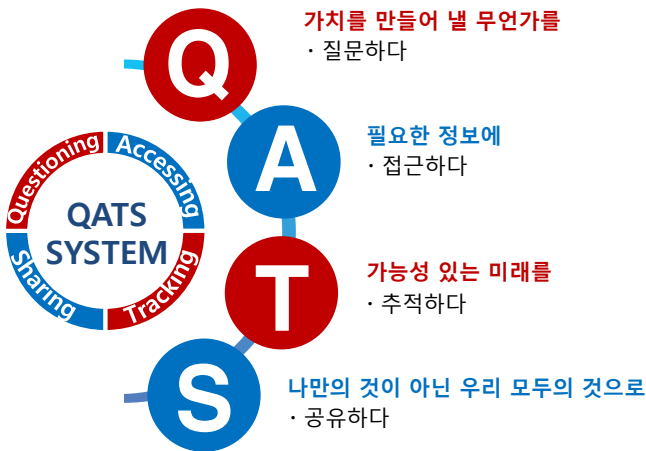 Q
가치를 만들어 낼 무언가를
· 질문하다
A
필요한 정보에
· 접근하다
Questioning
Accessing
QATS
SYSTEM
Sharing
Tracking
T
가능성 있는 미래를
· 추적하다
S
나만의 것이 아닌 우리 모두의 것으로
· 공유하다